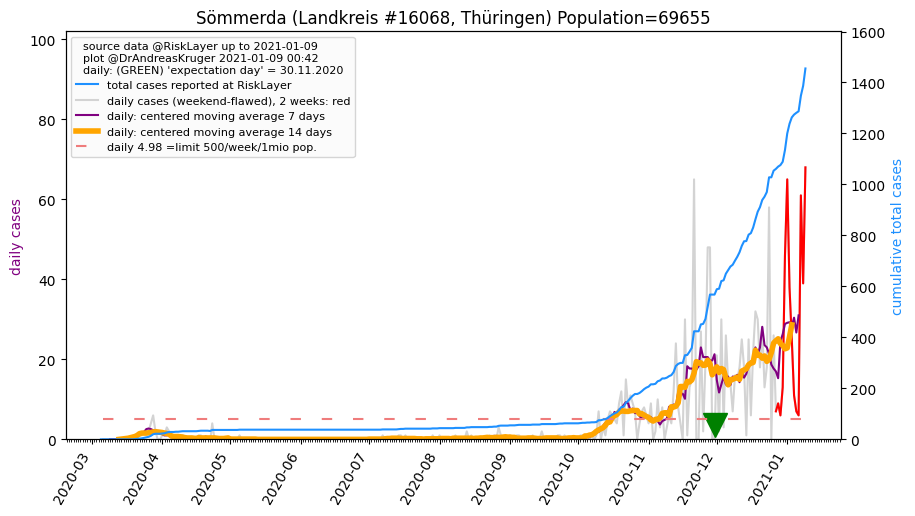 Sömmerda (Landkreis #16068, Thüringen) Population=69655
source data @RiskLayer up to 2021-01-09
plot @DrAndreasKruger 2021-01-09 00:42
daily: (GREEN) 'expectation day' = 30.11.2020
total cases reported at RiskLayer
daily cases (weekend-flawed), 2 weeks: red
daily: centered moving average 7 days
daily: centered moving average 14 days
daily 4.98 =limit 500/week/1mio pop.
daily cases
100
80
60
40
20
0
cumulative total cases
1600
1400
1200
1000
800
600
400
200
0
2020-03
2020-04
2020-05
2020-06
2020-07
2020-08
2020-09
2020-10
2020-11
2020-12
2021-01